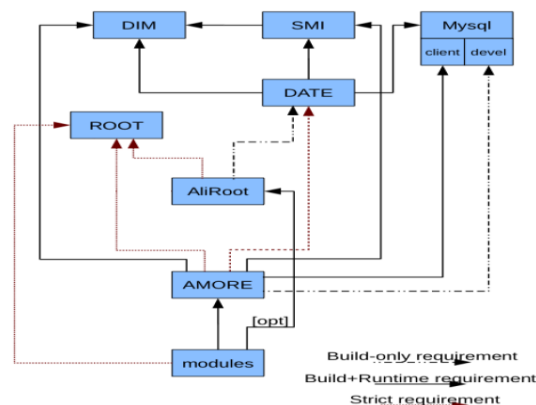 DIM
SMI
Mysql
client
devel
DATE
ROOT
AliRoot
AMORE
[opt]
modules
Build-only requirement
Build+Runtime requirement
Strict requirement